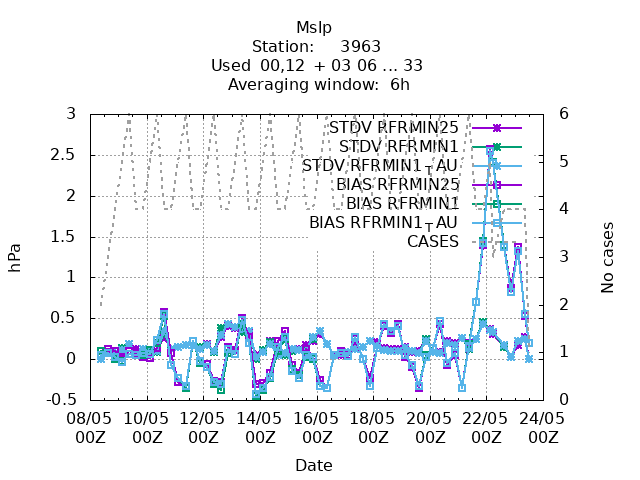 Mslp
Station: 3963
Used 00,12 + 03 06 ... 33
Averaging window: 6h
3
2.5
2
1.5
1
0.5
0
-0.5
hPa
6
5
4
3
2
1
0
No cases
STDV RFRMIN25
STDV RFRMIN1
STDV RFRMIN1TAU
BIAS RFRMIN25
BIAS RFRMIN1
BIAS RFRMIN1TAU
CASES
08/05 10/05 12/05 14/05 16/05 18/05 20/05 22/05 24/05
00Z 00Z 00Z 00Z 00Z 00Z 00Z 00Z 00Z
Date